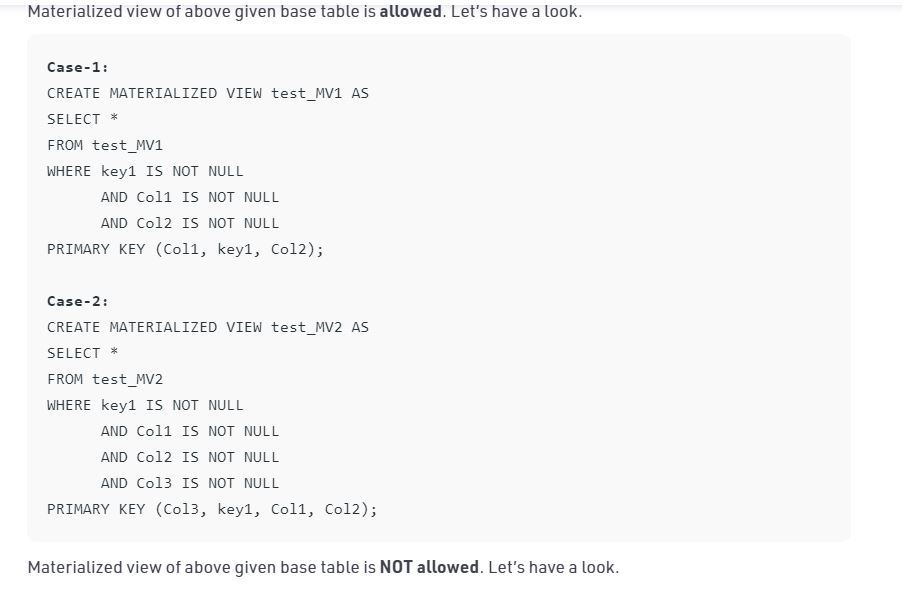 Materialized view of above given base table is allowed. Let's have a look.
Case-1:
CREATE MATERIALIZED VIEW test_MV1 AS
SELECT *
FROM test_MV1
WHERE key1 IS NOT NULL
      AND Col1 IS NOT NULL
      AND Col2 IS NOT NULL
PRIMARY KEY (Col1, key1, Col2);
Case-2:
CREATE MATERIALIZED VIEW test_MV2 AS
SELECT *
FROM test_MV2
WHERE key1 IS NOT NULL
      AND Col1 IS NOT NULL
      AND Col2 IS NOT NULL
      AND Col3 IS NOT NULL
PRIMARY KEY (Col3, key1, Col1, Col2);
Materialized view of above given base table is NOT allowed. Let's have a look.